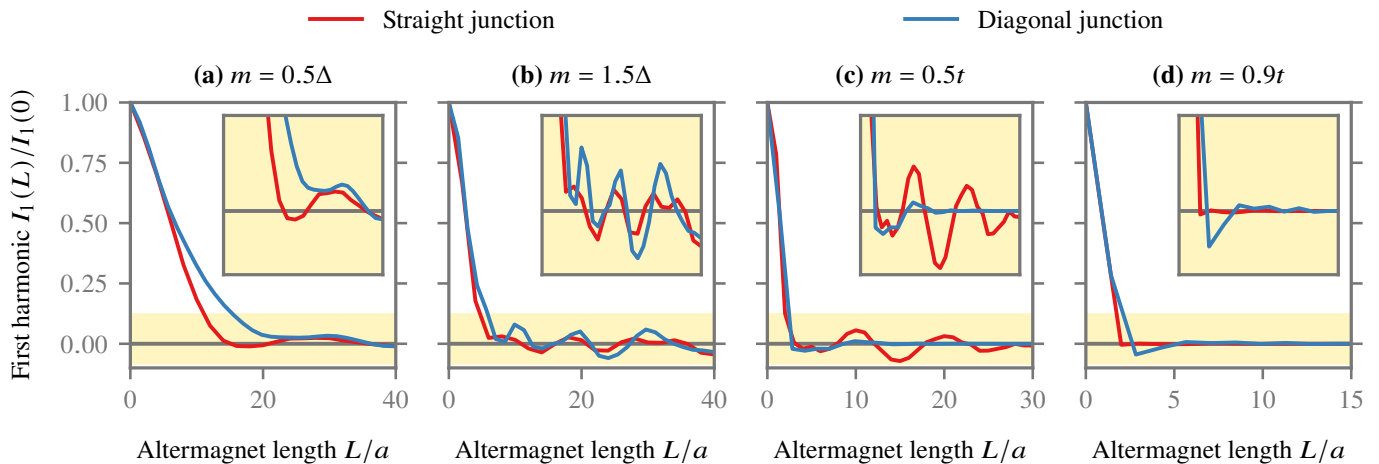 Straight junction
Diagonal junction
(a) m = 0.5Δ
(b) m = 1.5Δ
(c) m = 0.5t
(d) m = 0.9t
First harmonic I₁(L)/I₁(0)
1.00
0.75
0.50
0.25
0.00
0 20 40
0 20 40
0 10 20 30
0 5 10 15
Altermagnet length L/a
Altermagnet length L/a
Altermagnet length L/a
Altermagnet length L/a